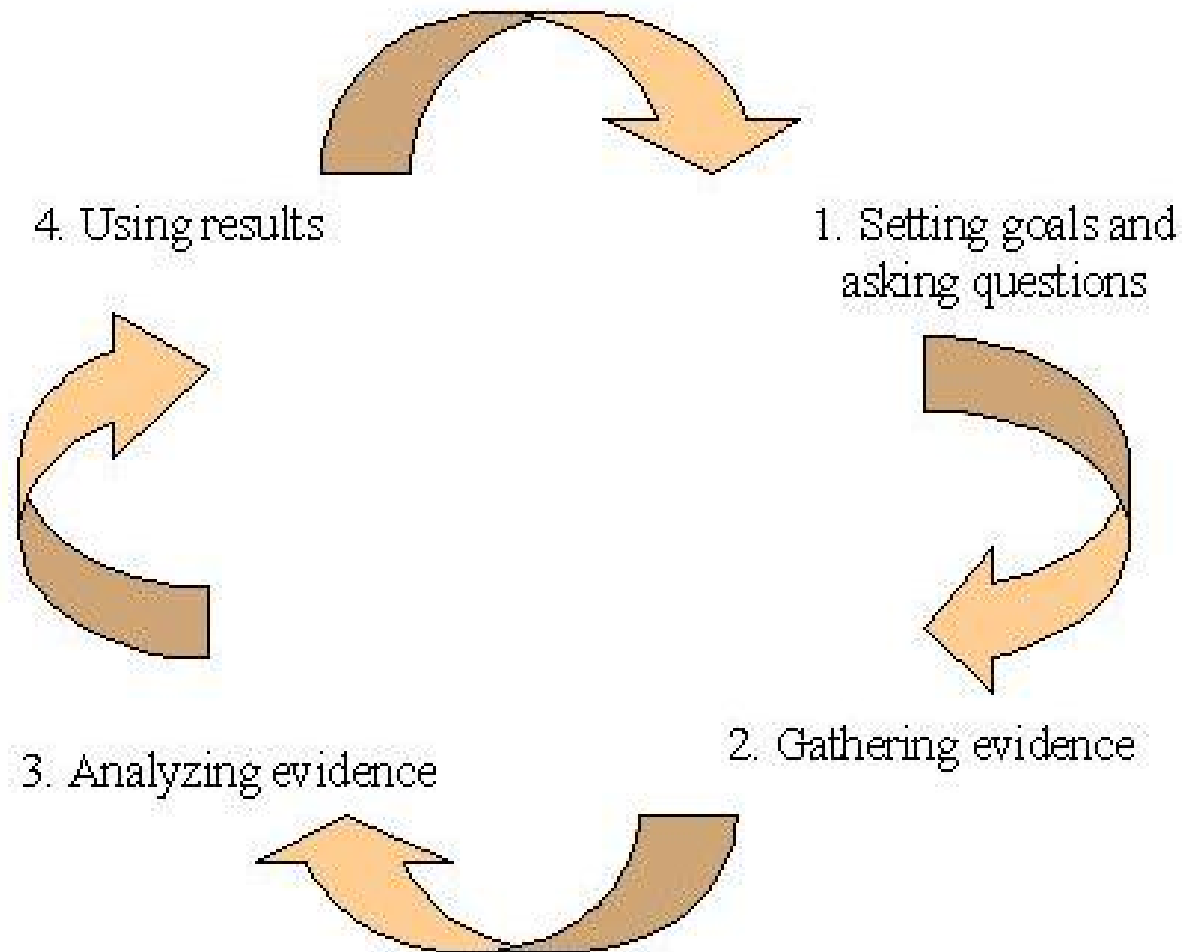 4. Using results
1. Setting goals and
asking questions
2. Gathering evidence
3. Analyzing evidence